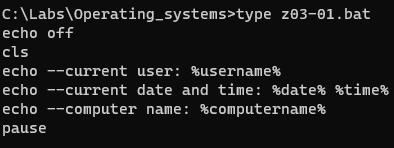 C:\Labs\Operating_systems>type z03-01.bat
echo off
cls
echo --current user: %username%
echo --current date and time: %date% %time%
echo --computer name: %computername%
pause